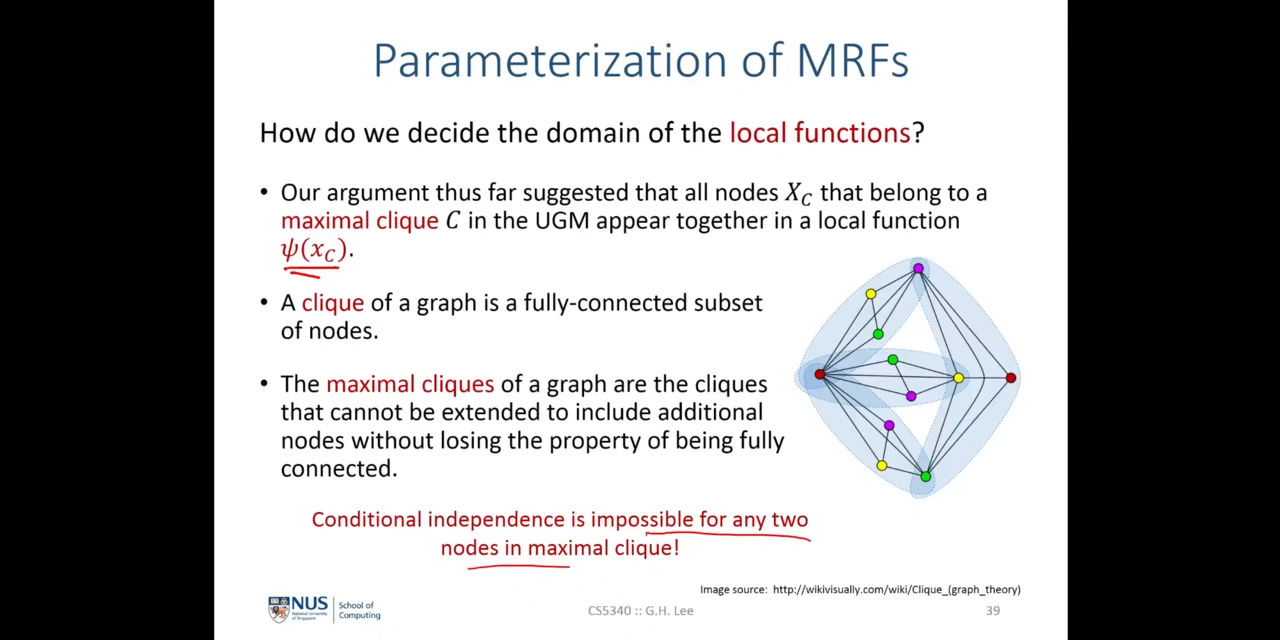 Parameterization of MRFs
How do we decide the domain of the local functions?
• Our argument thus far suggested that all nodes X_C that belong to a
maximal clique C in the UGM appear together in a local function
ψ(x_C).
• A clique of a graph is a fully-connected subset
of nodes.
• The maximal cliques of a graph are the cliques
that cannot be extended to include additional
nodes without losing the property of being fully
connected.
Conditional independence is impossible for any two
nodes in maximal clique!
Image source: http://wikivisually.com/wiki/Clique_(graph_theory)
NUS
National University
of Singapore
School of
Computing
CS5340 :: G.H. Lee
39